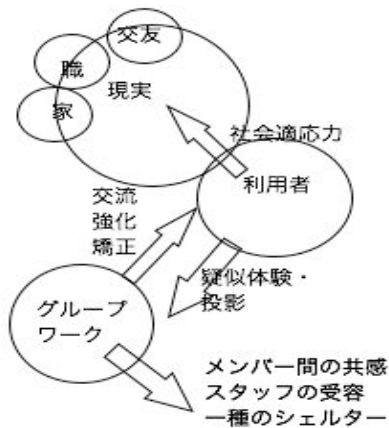 交友
職
現実
家
社会適応力
利用者
交流
強化
矯正
疑似体験・
投影
グループ
ワーク
メンバー間の共感
スタッフの受容
一種のシェルター